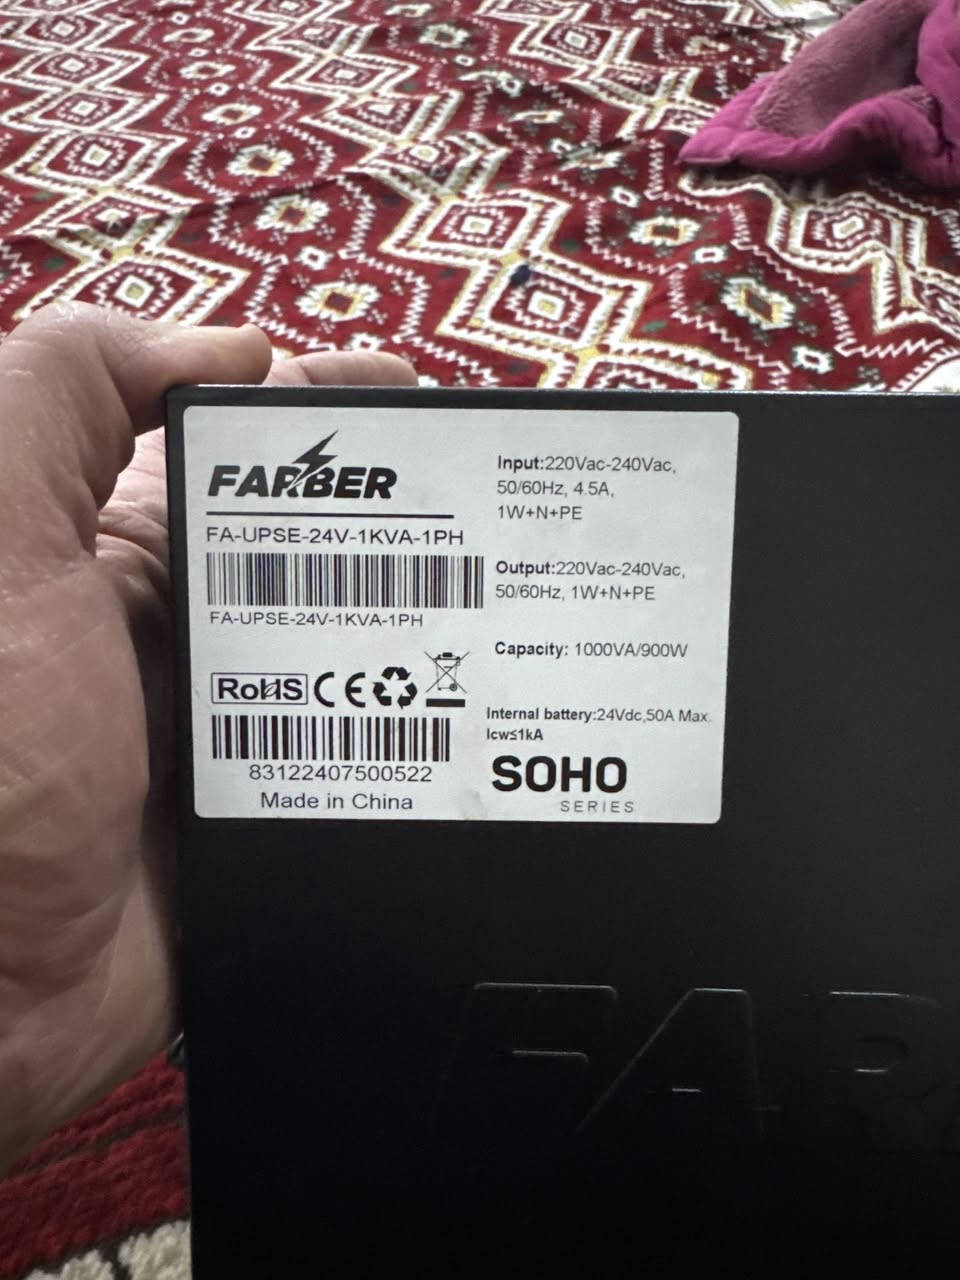 FARBER
FA-UPSE-24V-1KVA-1PH
FA-UPSE-24V-1KVA-1PH
RoHS CE
83122407500522
Made in China
Input:220Vac-240Vac,
50/60Hz, 4.5A,
1W+N+PE
Output:220Vac-240Vac,
50/60Hz, 1W+N+PE
Capacity: 1000VA/900W
Internal battery:24Vdc,50A Max.
Icw≤1kA
SOHO
SERIES
FAR